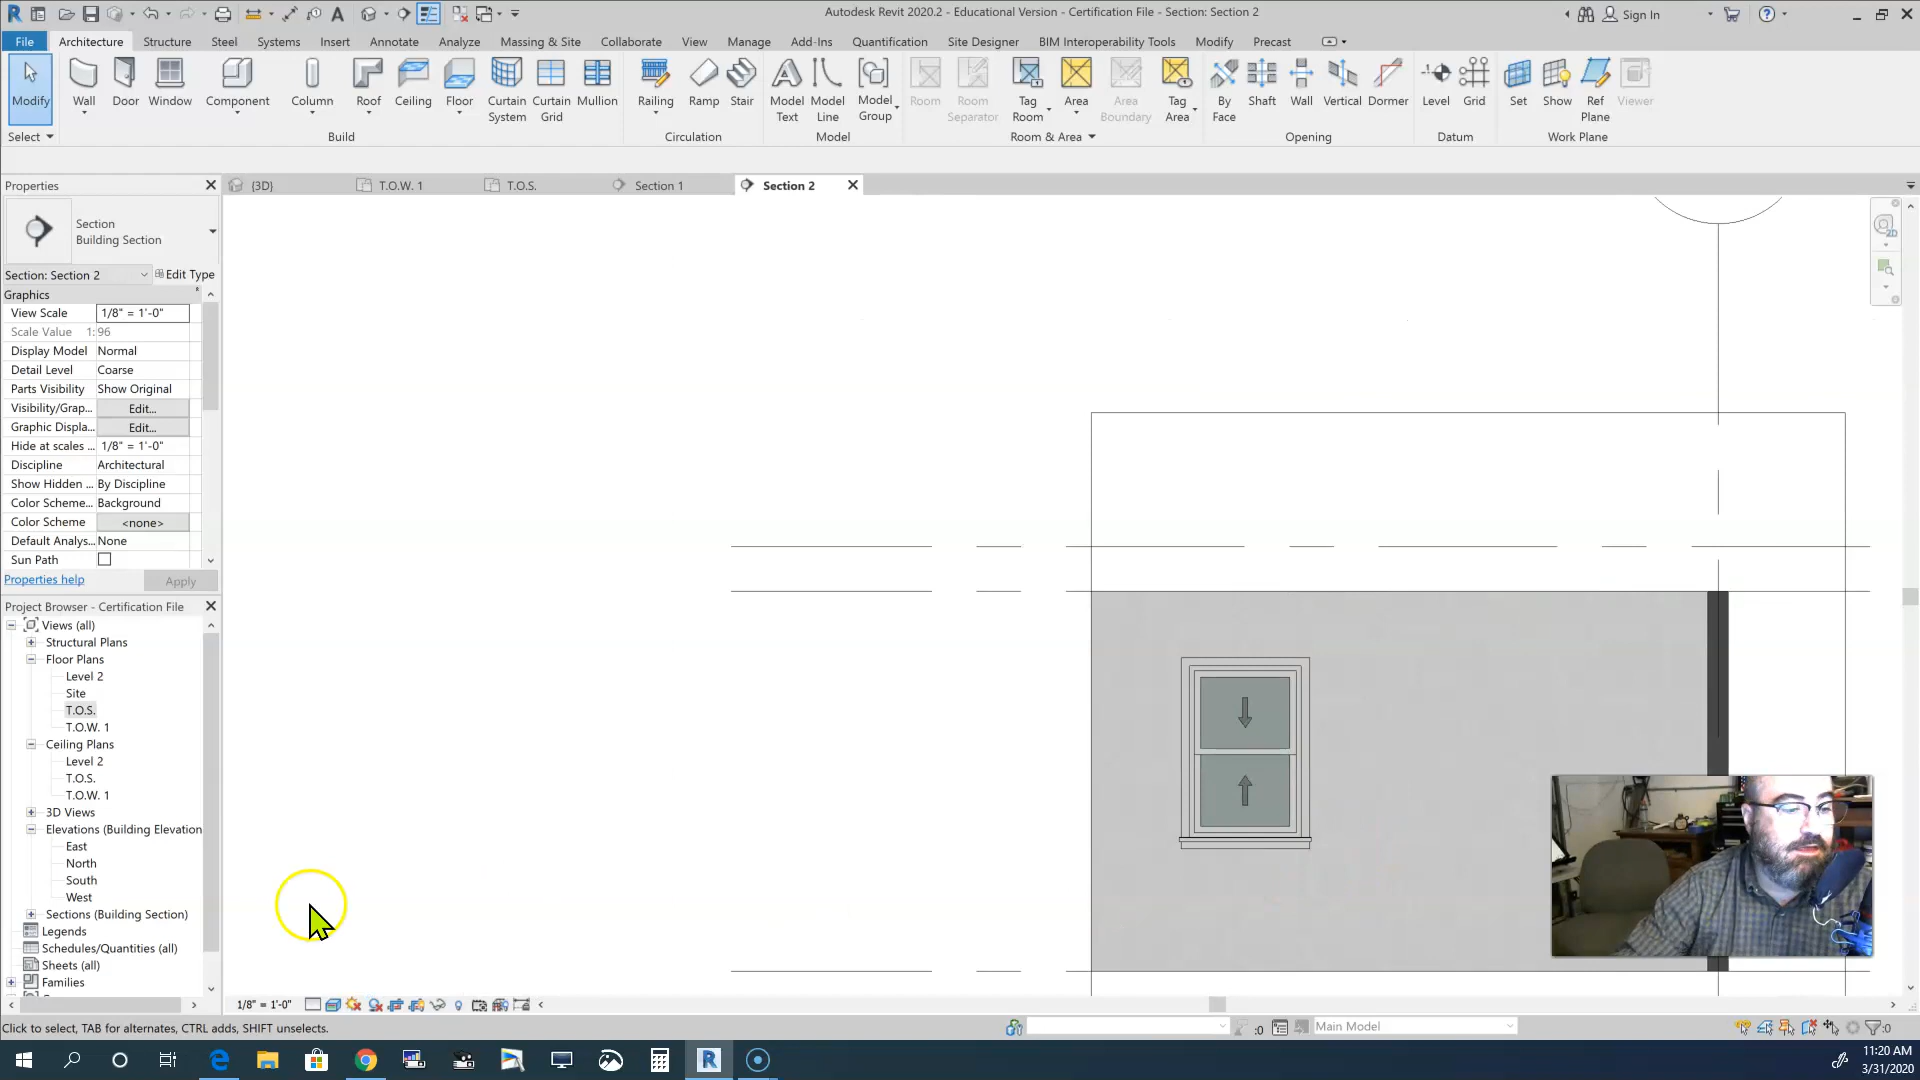 Autodesk Revit 2020.2 - Educational Version - Certification File - Section: Section 2
Sign In
File Architecture Structure Steel Systems Insert Annotate Analyze Massing & Site Collaborate View Manage Add-Ins Quantification Site Designer BIM Interoperability Tools Modify Precast
Modify Wall Door Window Component Column Roof Ceiling Floor Curtain System Curtain Grid Mullion Railing Ramp Stair Model Text Model Line Model Group Room Room Separator Tag Room Area Area Boundary Tag Area By Face Shaft Wall Vertical Dormer Level Grid Set Show Ref Plane Viewer
Select Build Circulation Model Room & Area Opening Datum Work Plane
Properties
{3D} T.O.W. 1 T.O.S. Section 1 Section 2
Section
Building Section
Section: Section 2 Edit Type
Graphics
View Scale 1/8" = 1'-0"
Scale Value 1: 96
Display Model Normal
Detail Level Coarse
Parts Visibility Show Original
Visibility/Grap... Edit...
Graphic Displa... Edit...
Hide at scales ... 1/8" = 1'-0"
Discipline Architectural
Show Hidden ... By Discipline
Color Scheme... Background
Color Scheme <none>
Default Analys... None
Sun Path
Properties help Apply
Project Browser - Certification File
Views (all)
Structural Plans
Floor Plans
Level 2
Site
T.O.S.
T.O.W. 1
Ceiling Plans
Level 2
T.O.S.
T.O.W. 1
3D Views
Elevations (Building Elevation
East
North
South
West
Sections (Building Section)
Legends
Schedules/Quantities (all)
Sheets (all)
Families
1/8" = 1'-0"
Click to select, TAB for alternates, CTRL adds, SHIFT unselects.
:0 Main Model :0
11:20 AM
3/31/2020